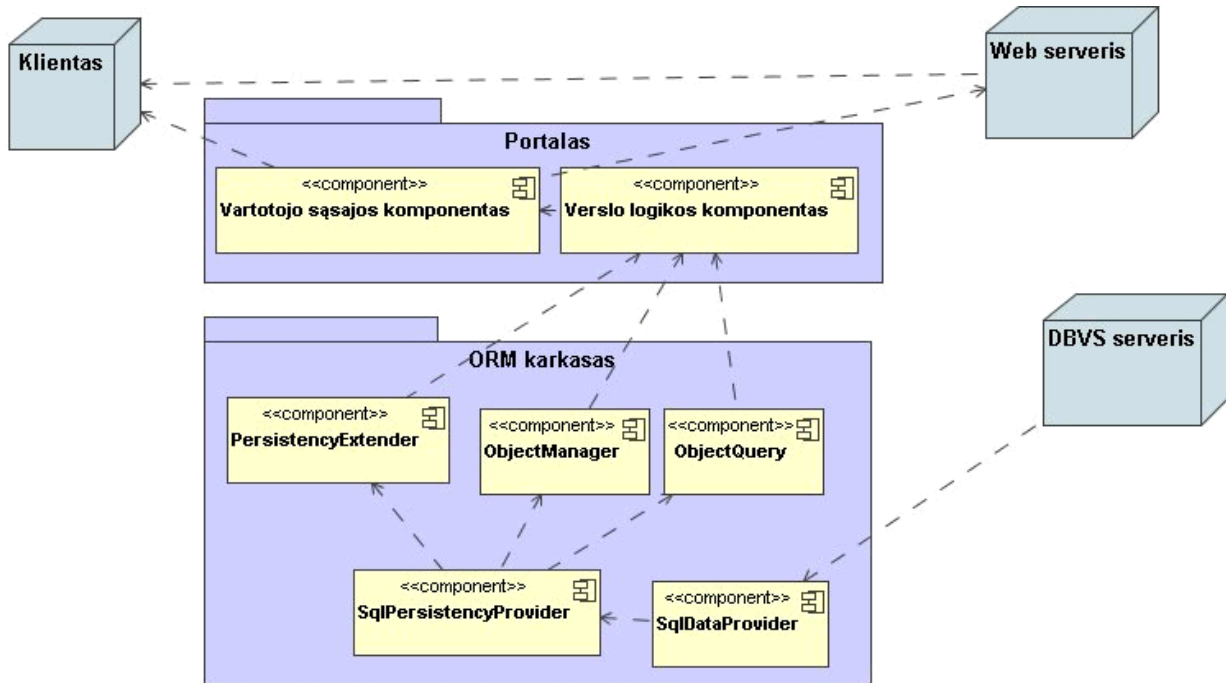 Klientas
Web serveris
Portalas
<<component>>
Vartotojo sąsajos komponentas
<<component>>
Verslo logikos komponentas
DBVS serveris
ORM karkasas
<<component>>
PersistencyExtender
<<component>>
ObjectManager
<<component>>
ObjectQuery
<<component>>
SqlPersistencyProvider
<<component>>
SqlDataProvider